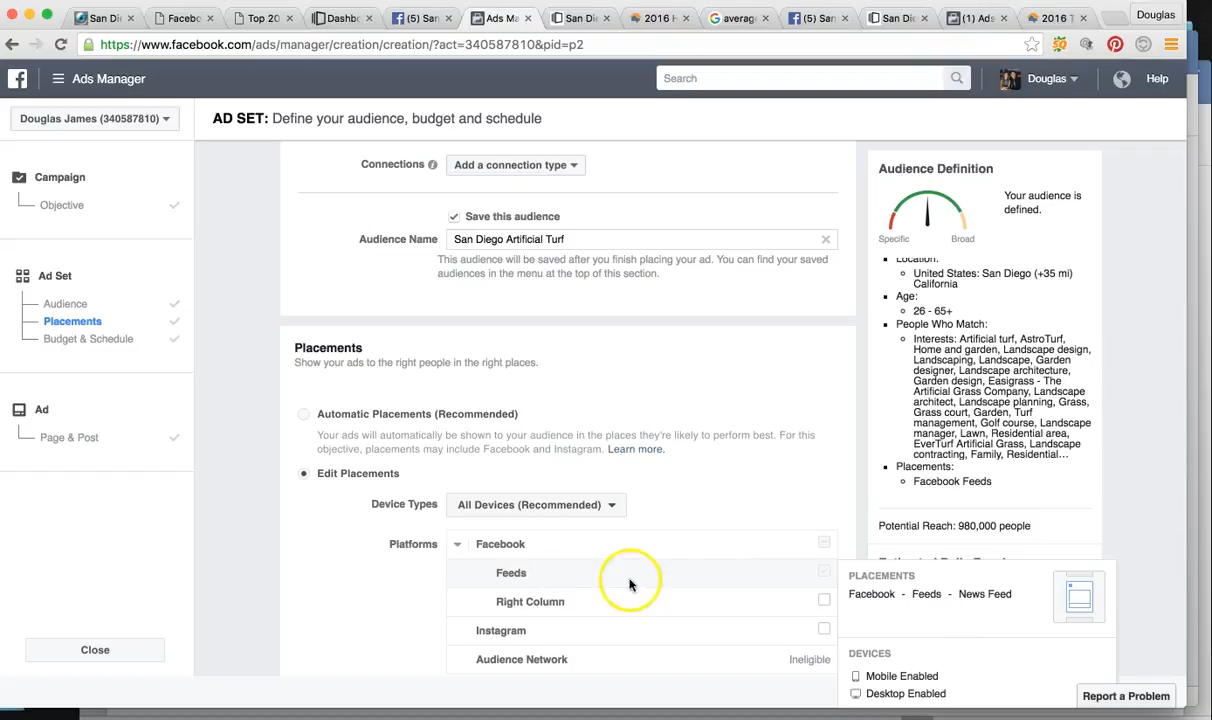 San Di
Facebo
Top 20
Dashb
(5) San
Ads Ma
San Di
2016 H
averag
(5) San
San Di
(1) Ads
2016 T
Douglas
https://www.facebook.com/ads/manager/creation/creation/?act=340587810&pid=p2
Ads Manager
Search
Douglas
Help
Douglas James (340587810)
AD SET: Define your audience, budget and schedule
Campaign
Objective
Ad Set
Audience
Placements
Budget & Schedule
Ad
Page & Post
Close
Connections
Add a connection type
Save this audience
Audience Name
San Diego Artificial Turf
This audience will be saved after you finish placing your ad. You can find your saved
audiences in the menu at the top of this section.
Placements
Show your ads to the right people in the right places.
Automatic Placements (Recommended)
Your ads will automatically be shown to your audience in the places they're likely to perform best. For this
objective, placements may include Facebook and Instagram. Learn more.
Edit Placements
Device Types
All Devices (Recommended)
Platforms
Facebook
Feeds
Right Column
Instagram
Audience Network
Ineligible
Audience Definition
Your audience is
defined.
Specific
Broad
Location:
United States: San Diego (+35 mi)
California
Age:
26 - 65+
People Who Match:
Interests: Artificial turf, AstroTurf,
Home and garden, Landscape design,
Landscaping, Landscape, Garden
designer, Landscape architecture,
Garden design, Easigrass - The
Artificial Grass Company, Landscape
architect, Landscape planning, Grass,
Grass court, Garden, Turf
management, Golf course, Landscape
manager, Lawn, Residential area,
EverTurf Artificial Grass, Landscape
contracting, Family, Residential...
Placements:
Facebook Feeds
Potential Reach: 980,000 people
PLACEMENTS
Facebook - Feeds - News Feed
DEVICES
Mobile Enabled
Desktop Enabled
Report a Problem